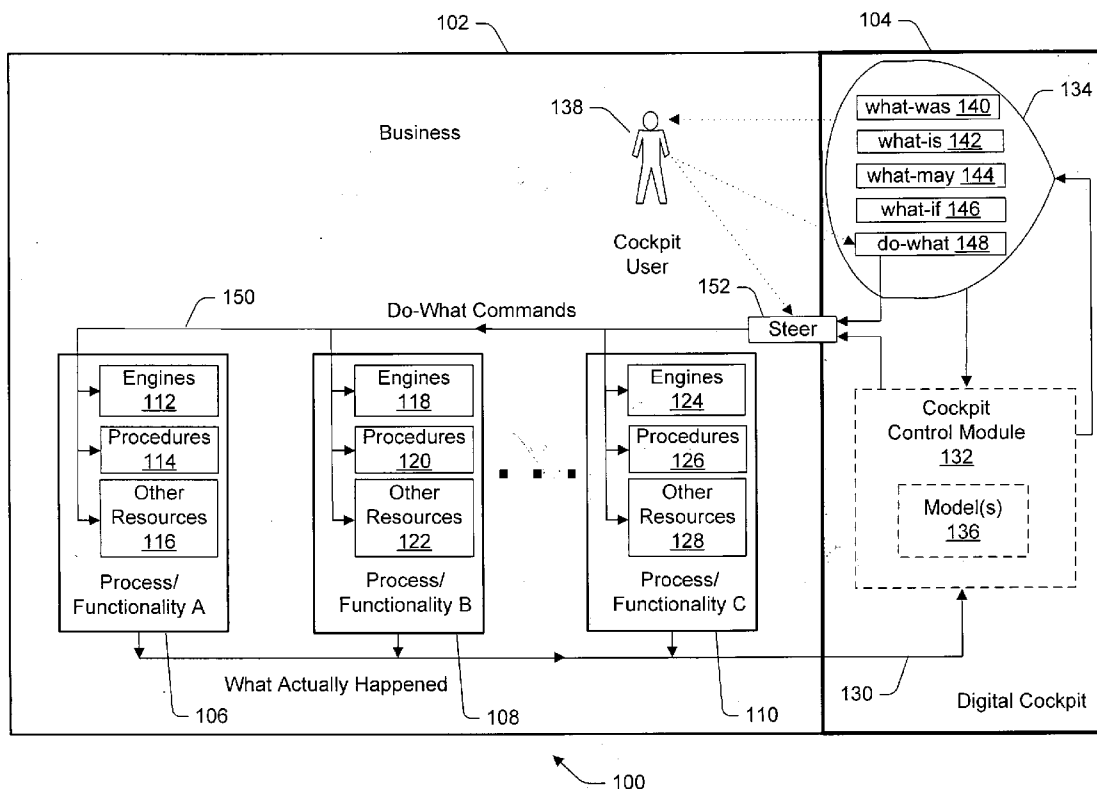 102
104
138
134
Business
what-was 140
what-is 142
what-may 144
what-if 146
do-what 148
Cockpit
User
152
150
Do-What Commands
Steer
Engines
112
Procedures
114
Other
Resources
116
Process/
Functionality A
Engines
118
Procedures
120
Other
Resources
122
Process/
Functionality B
Engines
124
Procedures
126
Other
Resources
128
Process/
Functionality C
Cockpit
Control Module
132
Model(s)
136
What Actually Happened
130
106
108
110
Digital Cockpit
100